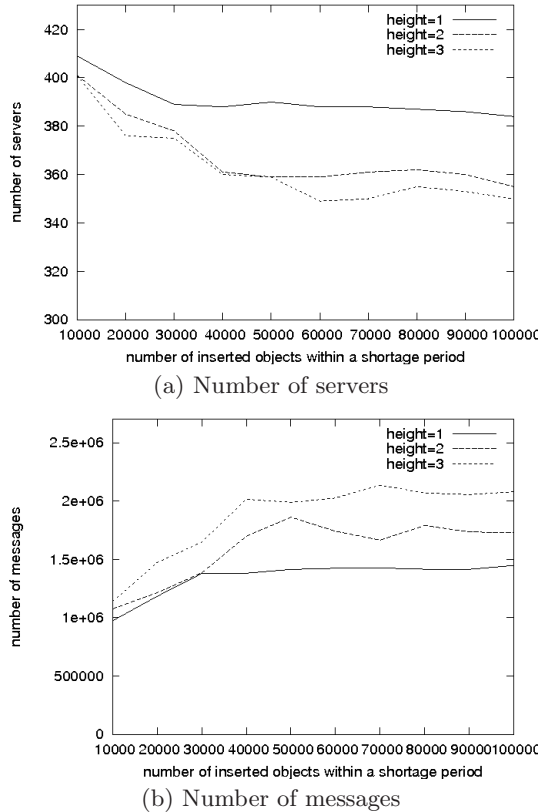 420
400
380
360
340
320
300
number of servers
height=1
height=2
height=3
10000 20000 30000 40000 50000 60000 70000 80000 90000 100000
number of inserted objects within a shortage period
(a) Number of servers
2.5e+06
2e+06
1.5e+06
1e+06
500000
0
number of messages
height=1
height=2
height=3
10000 20000 30000 40000 50000 60000 70000 80000 90000 100000
number of inserted objects within a shortage period
(b) Number of messages